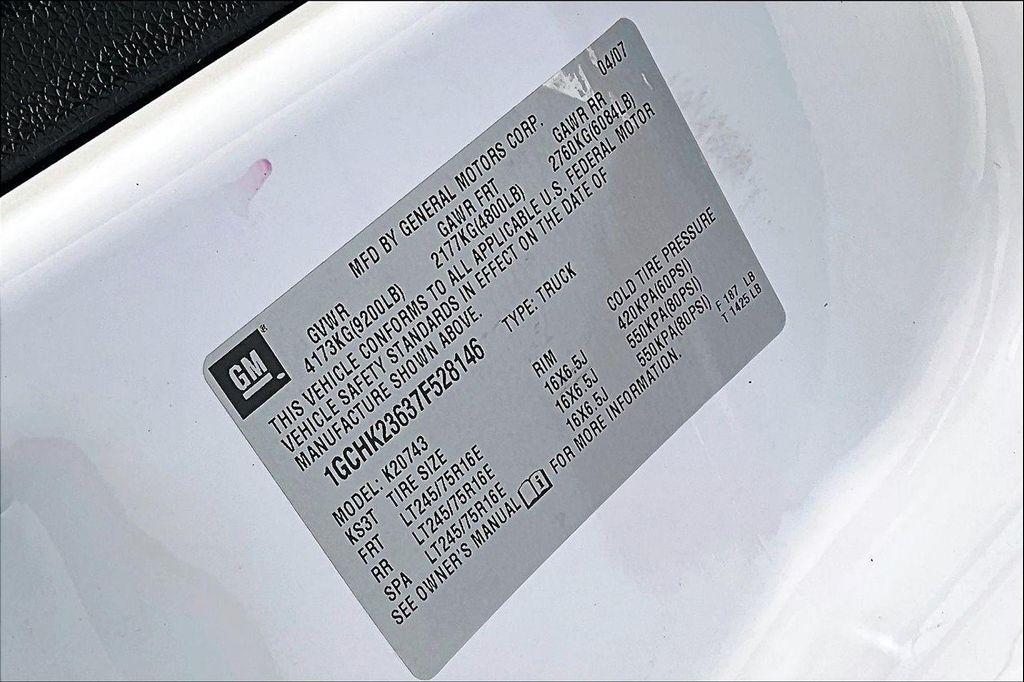 GM ®
MFD BY GENERAL MOTORS CORP. 04/07
GVWR GAWR FRT GAWR RR
4173KG(9200LB) 2177KG(4800LB) 2760KG(6084LB)
THIS VEHICLE CONFORMS TO ALL APPLICABLE U.S. FEDERAL MOTOR
VEHICLE SAFETY STANDARDS IN EFFECT ON THE DATE OF
MANUFACTURE SHOWN ABOVE.
1GCHK23637F528146 TYPE: TRUCK
MODEL: K20743
KS3T TIRE SIZE RIM COLD TIRE PRESSURE
FRT LT245/75R16E 16X6.5J 420KPA(60PSI)
RR LT245/75R16E 16X6.5J 550KPA(80PSI)
SPA LT245/75R16E 16X6.5J 550KPA(80PSI)
SEE OWNER'S MANUAL FOR MORE INFORMATION.
F 187 LB
T 1425 LB